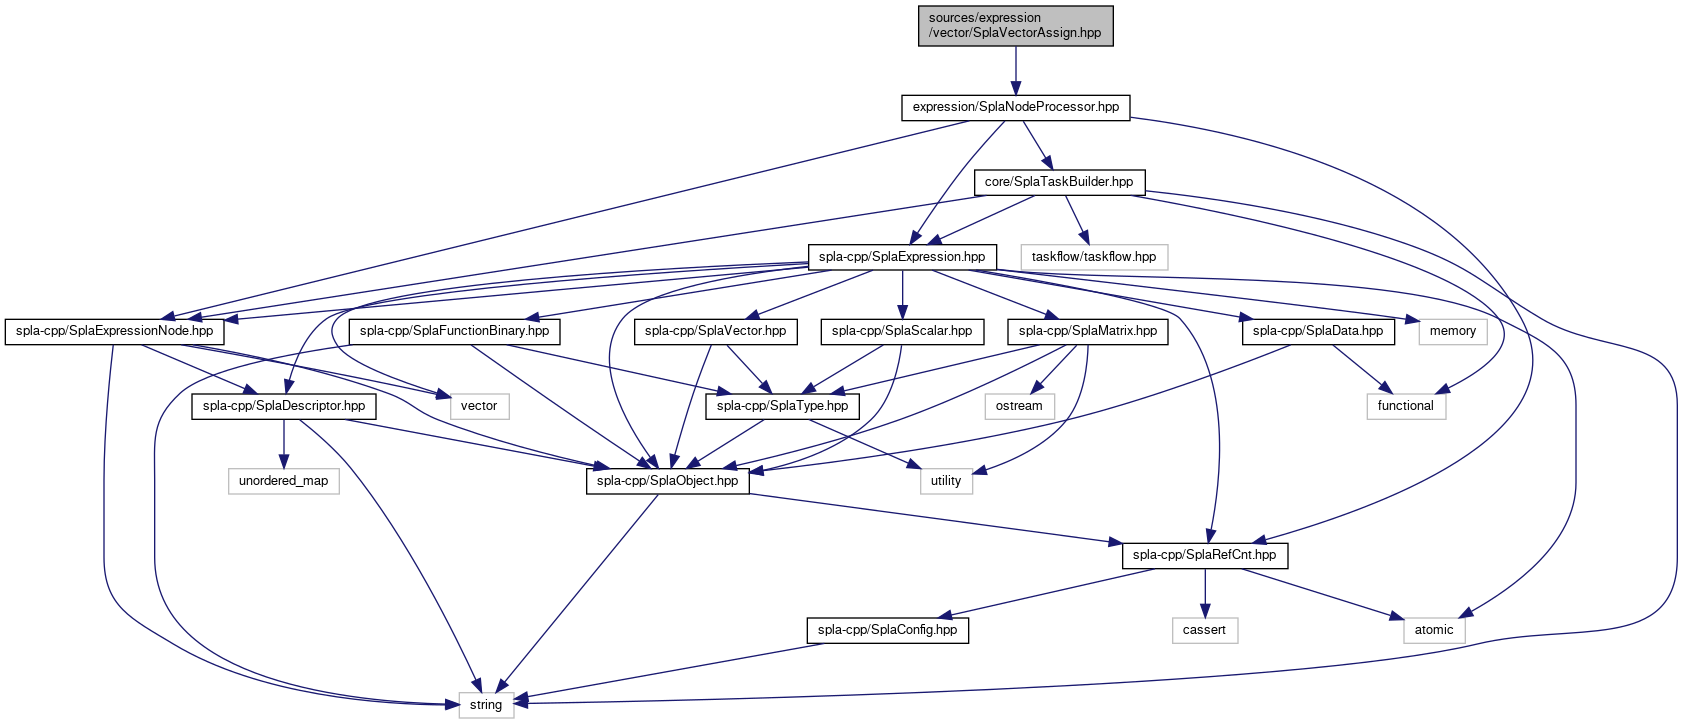 sources/expression
/vector/SplaVectorAssign.hpp
expression/SplaNodeProcessor.hpp
core/SplaTaskBuilder.hpp
spla-cpp/SplaExpression.hpp
taskflow/taskflow.hpp
spla-cpp/SplaExpressionNode.hpp
spla-cpp/SplaFunctionBinary.hpp
spla-cpp/SplaVector.hpp
spla-cpp/SplaScalar.hpp
spla-cpp/SplaMatrix.hpp
spla-cpp/SplaData.hpp
memory
spla-cpp/SplaDescriptor.hpp
vector
spla-cpp/SplaType.hpp
ostream
functional
unordered_map
spla-cpp/SplaObject.hpp
utility
spla-cpp/SplaRefCnt.hpp
spla-cpp/SplaConfig.hpp
cassert
atomic
string